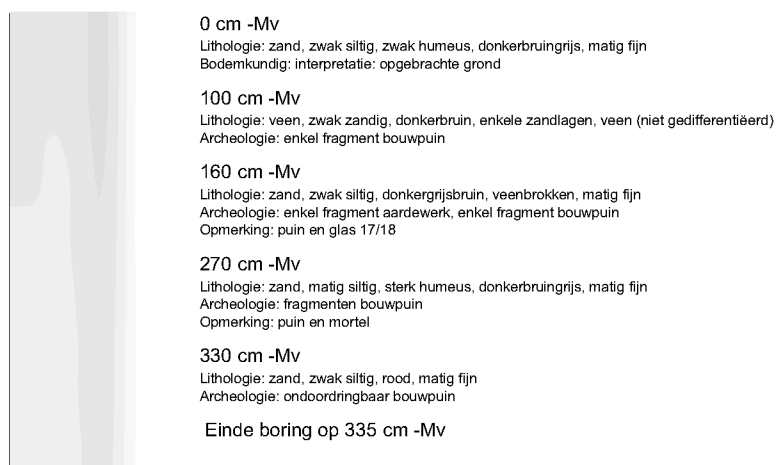 0 cm -Mv
Lithologie: zand, zwak siltig, zwak humeus, donkerbruingrijs, matig fijn
Bodemkundig: interpretatie: opgebrachte grond
100 cm -Mv
Lithologie: veen, zwak zandig, donkerbruin, enkele zandlagen, veen (niet gedifferentiëerd)
Archeologie: enkel fragment bouwpuin
160 cm -Mv
Lithologie: zand, zwak siltig, donkergrijsbruin, veenbrokken, matig fijn
Archeologie: enkel fragment aardewerk, enkel fragment bouwpuin
Opmerking: puin en glas 17/18
270 cm -Mv
Lithologie: zand, matig siltig, sterk humeus, donkerbruingrijs, matig fijn
Archeologie: fragmenten bouwpuin
Opmerking: puin en mortel
330 cm -Mv
Lithologie: zand, zwak siltig, rood, matig fijn
Archeologie: ondoordringbaar bouwpuin
Einde boring op 335 cm -Mv